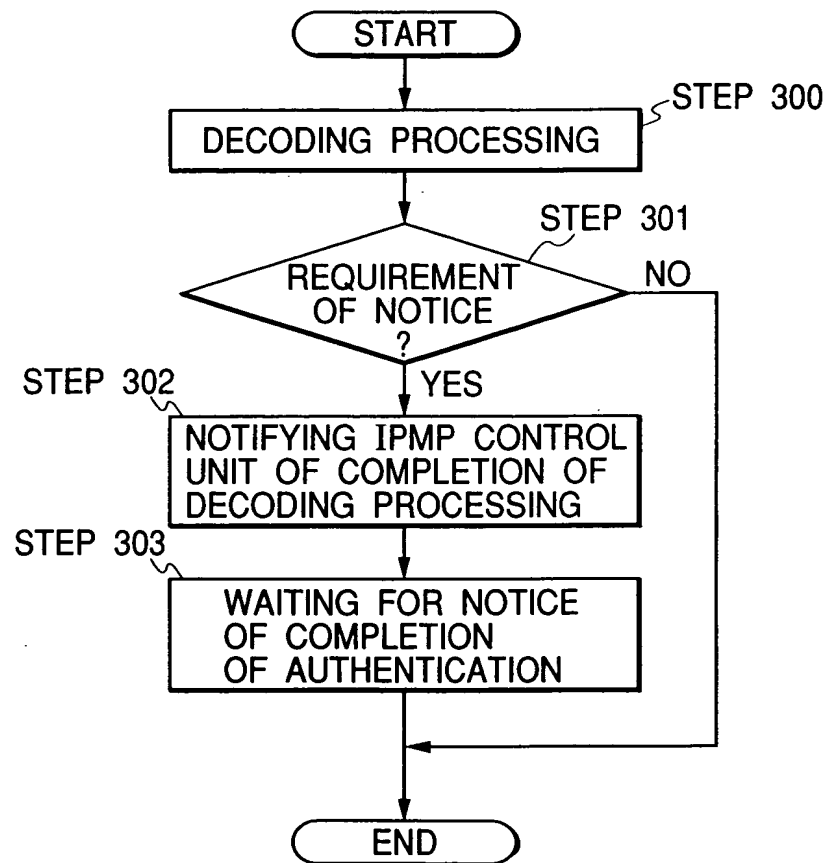 START
STEP 300
DECODING PROCESSING
STEP 301
REQUIREMENT
OF NOTICE
?
NO
YES
STEP 302
NOTIFYING IPMP CONTROL
UNIT OF COMPLETION OF
DECODING PROCESSING
STEP 303
WAITING FOR NOTICE
OF COMPLETION
OF AUTHENTICATION
END